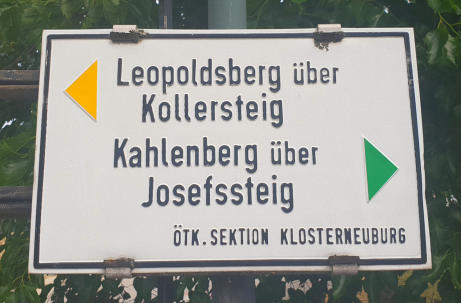 Leopoldsberg über
Kollersteig
Kahlenberg über
Josefssteig
ÖTK. SEKTION KLOSTERNEUBURG